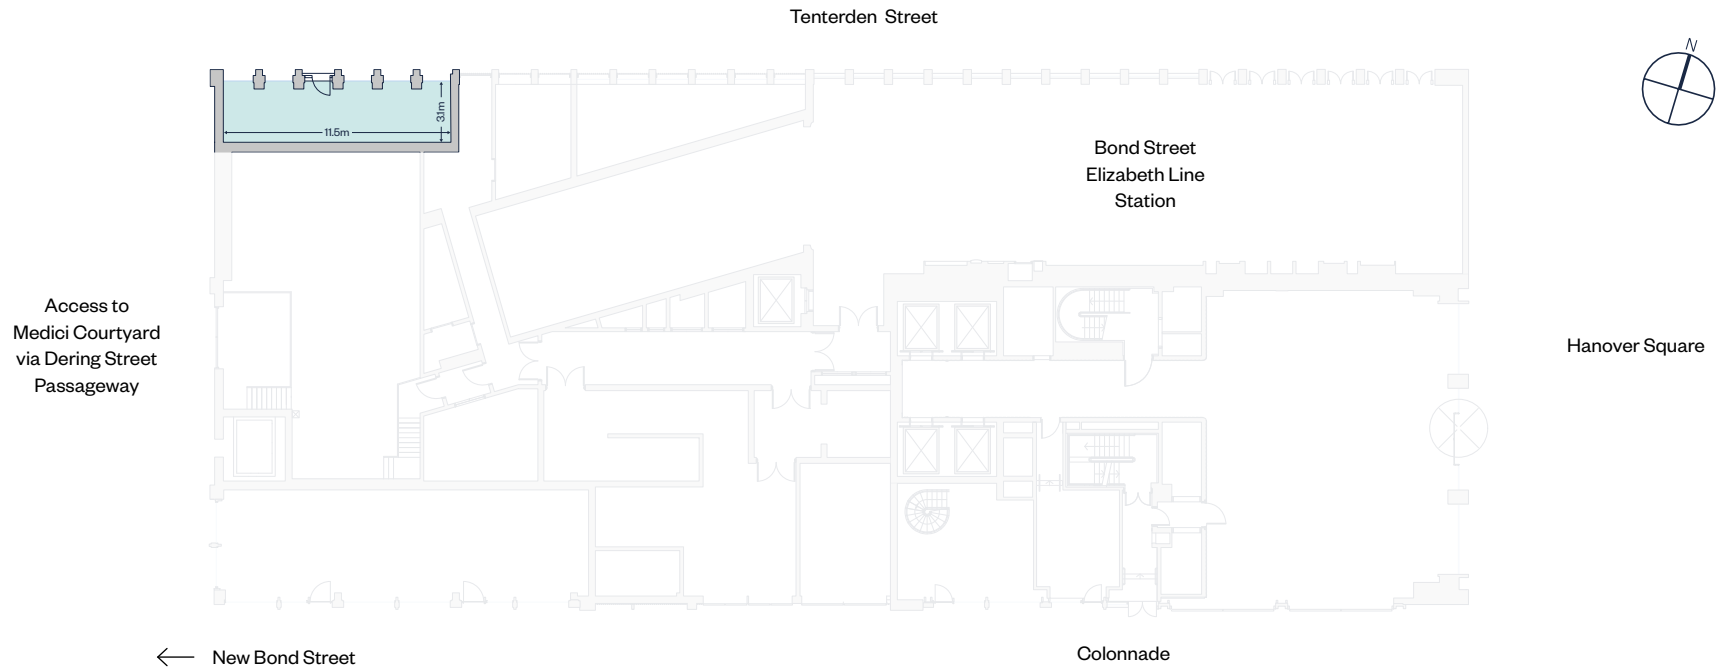 Tenterden Street
N
3.1m
11.5m
Bond Street
Elizabeth Line
Station
Access to
Medici Courtyard
via Dering Street
Passageway
Hanover Square
← New Bond Street
Colonnade